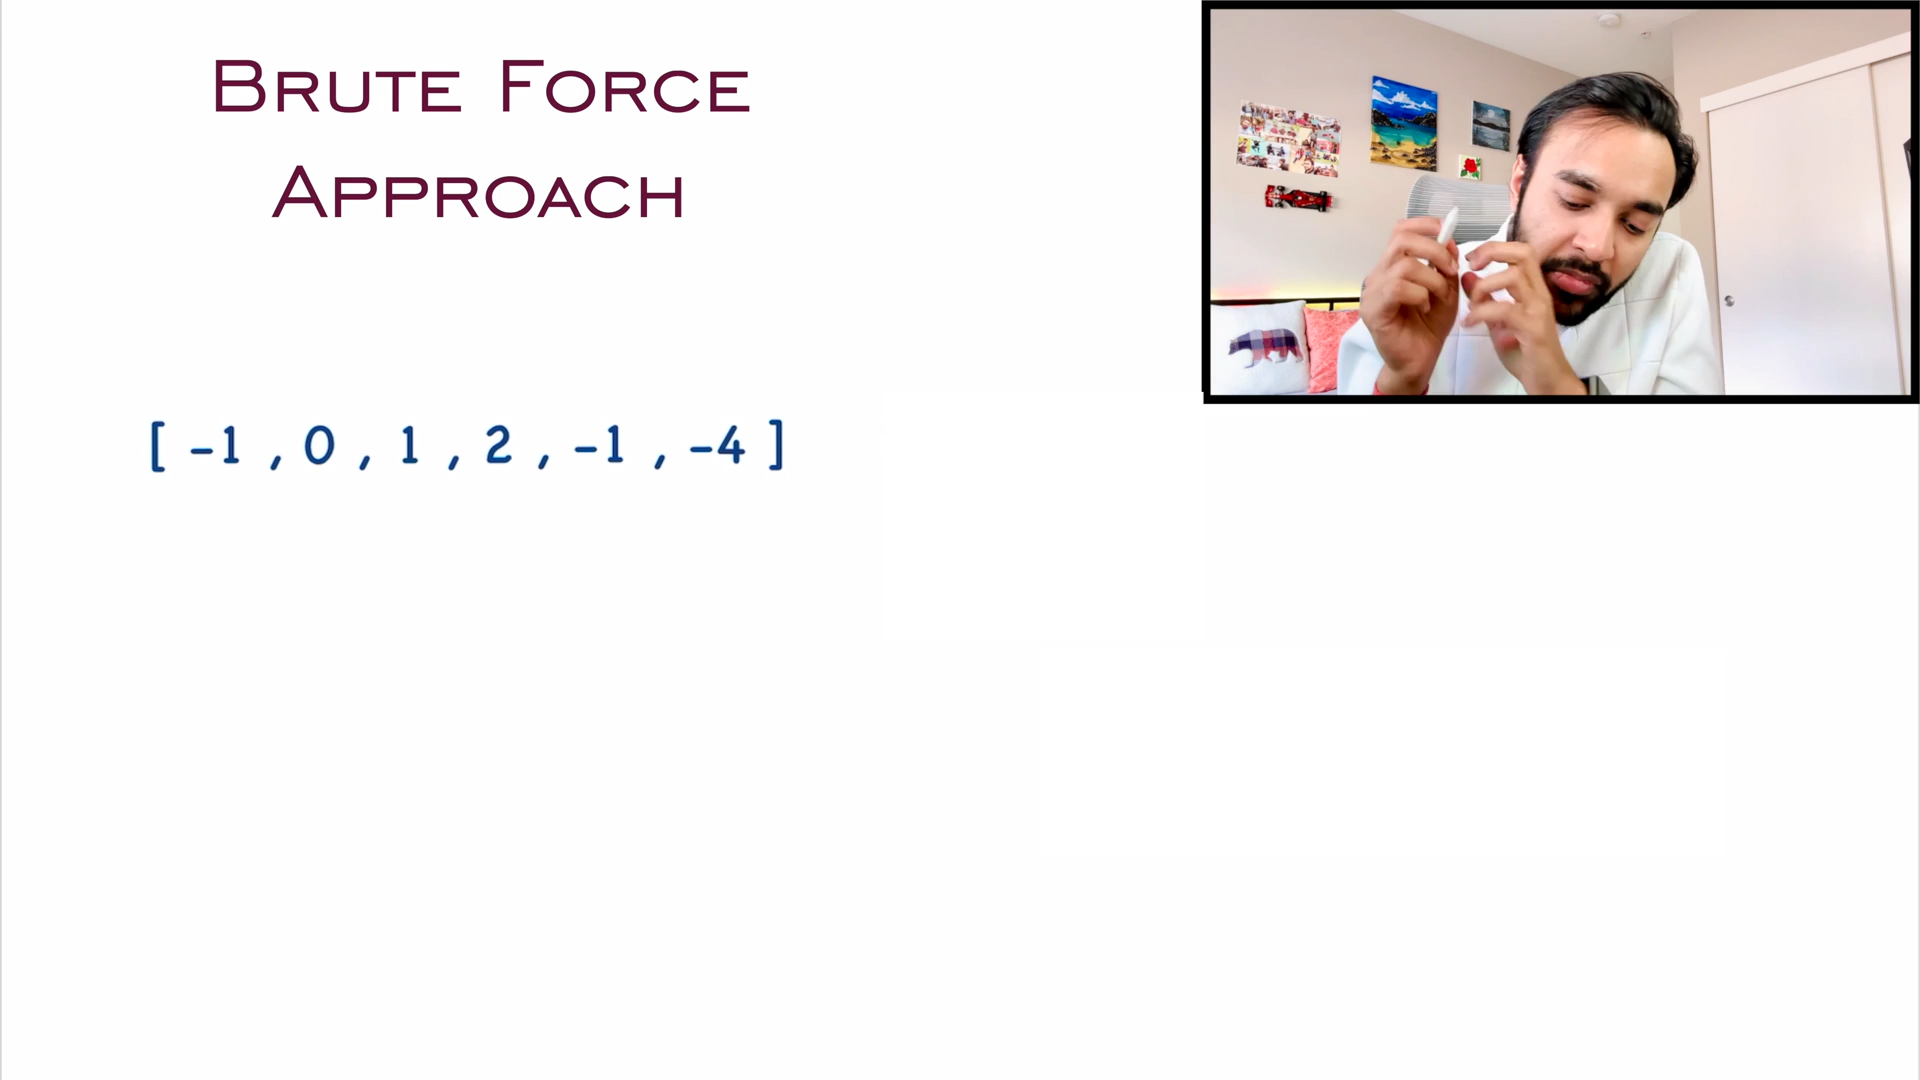 Brute Force
Approach
[ -1 , 0 , 1 , 2 , -1 , -4 ]